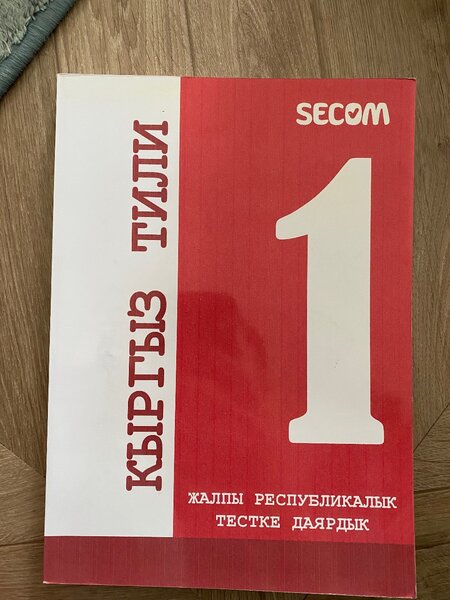 SECOM
КЫРГЫЗ ТИЛИ
1
ЖАЛПЫ РЕСПУБЛИКАЛЫК
ТЕСТКЕ ДАЯРДЫК